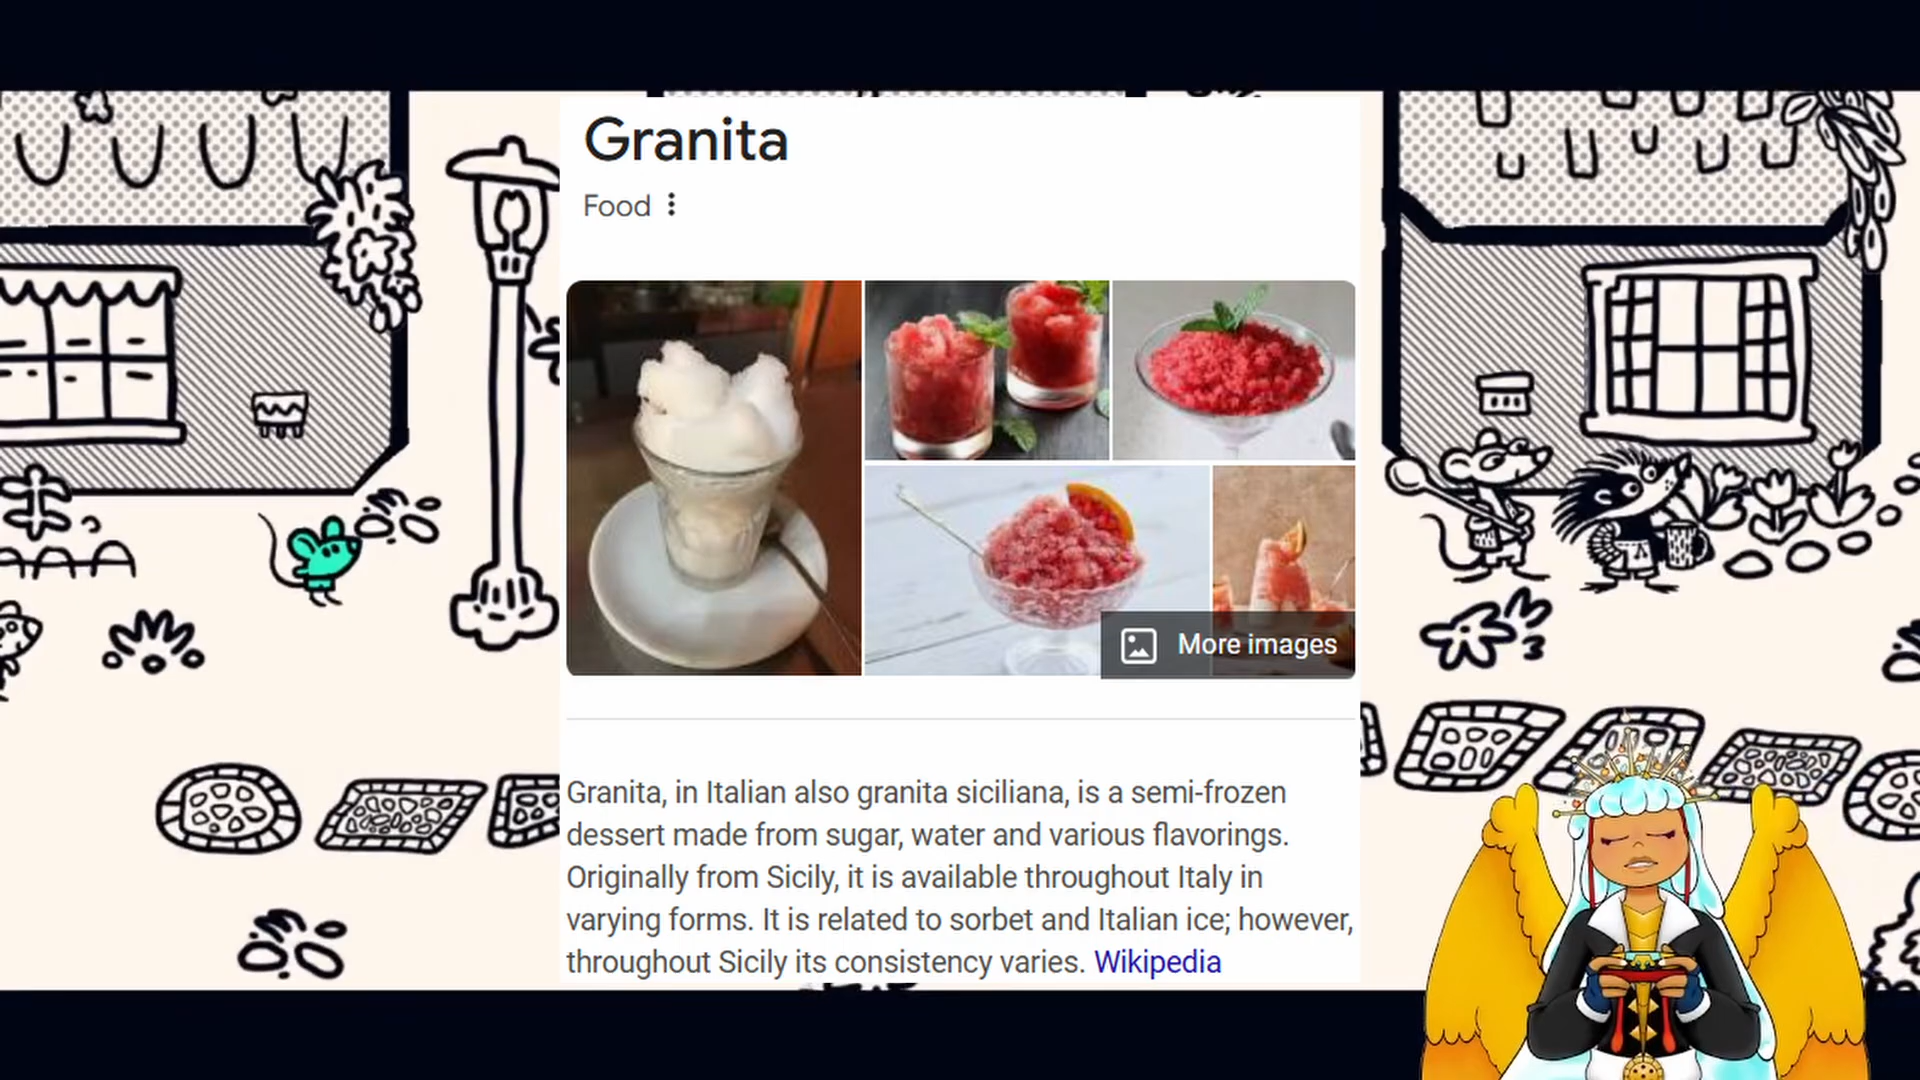 Granita
Food
More images
Granita, in Italian also granita siciliana, is a semi-frozen
dessert made from sugar, water and various flavorings.
Originally from Sicily, it is available throughout Italy in
varying forms. It is related to sorbet and Italian ice; however,
throughout Sicily its consistency varies. Wikipedia